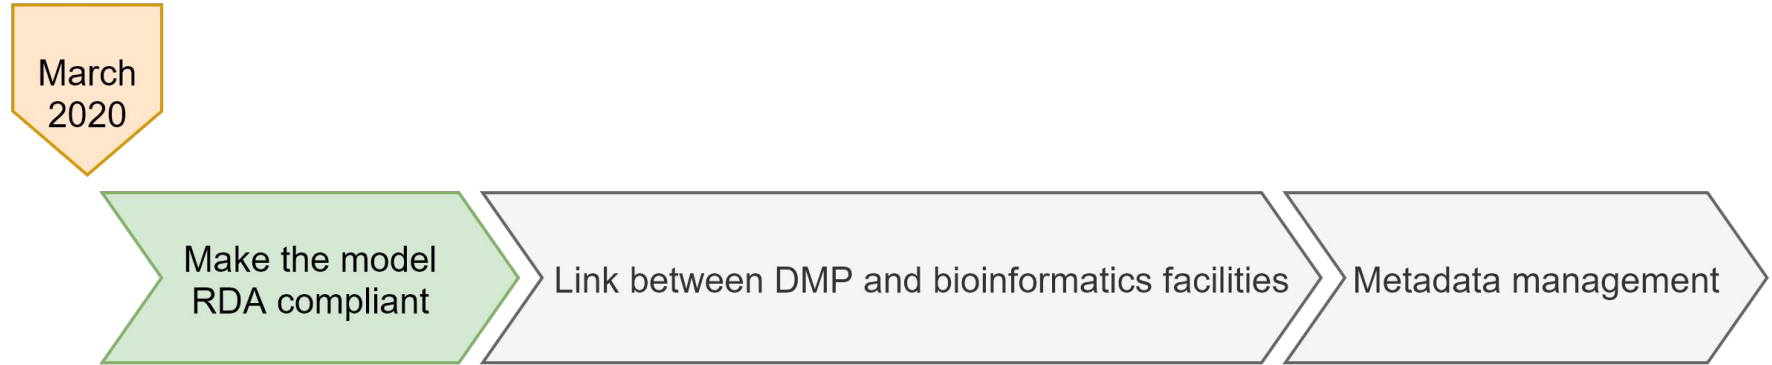 March
2020
Make the model
RDA compliant
Link between DMP and bioinformatics facilities
Metadata management